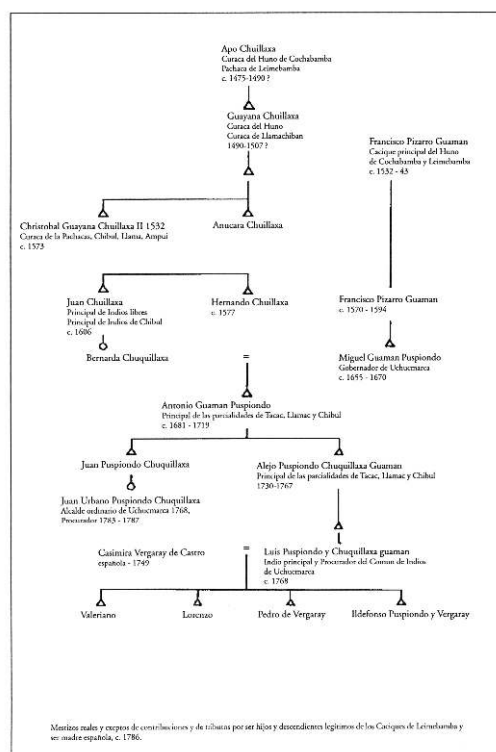 Apo Chuillaxa
Curaca del Huno de Cochabamba
Pachaca de Leimebamba
c. 1475-1490 ?
Guayana Chuillaxa
Curaca del Huno
Curaca de Llamachiban
1490-1507 ?
Francisco Pizarro Guaman
Cacique principal del Huno
de Cochabamba y Leimebamba
c. 1532 - 43
Christobal Guayana Chuillaxa II 1532
Curaca de la Pachacas, Chibul, Llama, Ampui
c. 1573
Anucara Chuillaxa
Juan Chuillaxa
Principal de Indios libres
Principal de Indios de Chibul
c. 1606
Hernando Chuillaxa
c. 1577
Francisco Pizarro Guaman
c. 1570 - 1594
Bernarda Chuquillaxa
=
Miguel Guaman Puspiondo
Gobernador de Uchucmarca
c. 1655 - 1670
Antonio Guaman Puspiondo
Principal de las parcialidades de Tacac, Llamac y Chibul
c. 1681 - 1719
Juan Puspiondo Chuquillaxa
Alejo Puspiondo Chuquillaxa Guaman
Principal de las parcialidades de Tacac, Llamac y Chibul
1730-1767
Juan Urbano Puspiondo Chuquillaxa
Alcalde ordinario de Uchucmarca 1768,
Procurador 1783 - 1787
Casimira Vergaray de Castro
española - 1749
=
Luis Puspiondo y Chuquillaxa guaman
Indio principal y Procurador del Comun de Indios
de Uchucmarca
c. 1768
Valeriano
Lorenzo
Pedro de Vergaray
Ildefonso Puspiondo y Vergaray
Mestizos reales y exeptos de contribuciones y de tributas por ser hijos y descendientes legitimos de los Caciques de Leimebamba y
ser madre española, c. 1786.